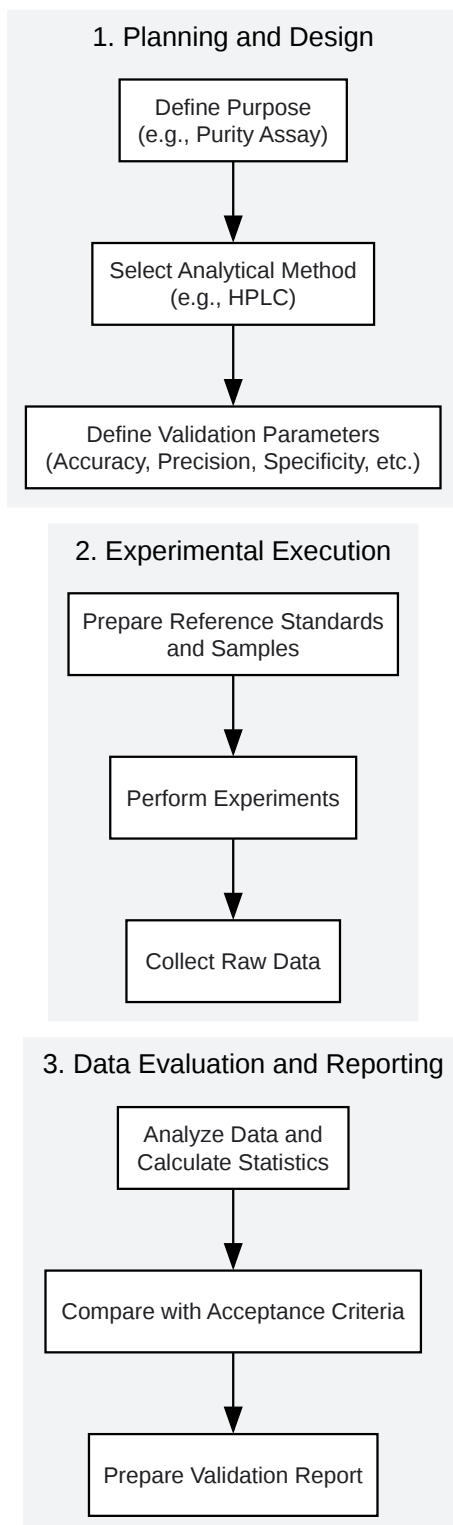 1. Planning and Design
Define Purpose
(e.g., Purity Assay)
Select Analytical Method
(e.g., HPLC)
Define Validation Parameters
(Accuracy, Precision, Specificity, etc.)
2. Experimental Execution
Prepare Reference Standards
and Samples
Perform Experiments
Collect Raw Data
3. Data Evaluation and Reporting
Analyze Data and
Calculate Statistics
Compare with Acceptance Criteria
Prepare Validation Report